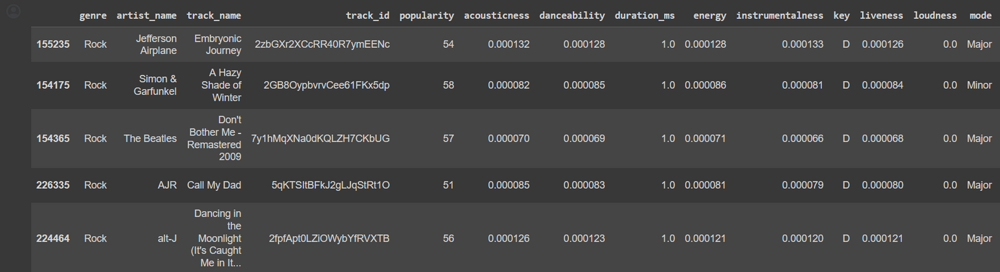 genre artist_name track_name track_id popularity acousticness danceability duration_ms energy instrumentalness key liveness loudness mode
155235 Rock Jefferson Airplane Embryonic Journey 2zbGXr2XCcRR40R7ymEENc 54 0.000132 0.000128 1.0 0.000128 0.000133 D 0.000126 0.0 Major
154175 Rock Simon & Garfunkel A Hazy Shade of Winter 2GB8OypbvrvCee61FKx5dp 58 0.000082 0.000085 1.0 0.000086 0.000081 D 0.000084 0.0 Minor
154365 Rock The Beatles Don't Bother Me - Remastered 2009 7y1hMqXNa0dKQLZH7CKbUG 57 0.000070 0.000069 1.0 0.000071 0.000066 D 0.000068 0.0 Major
226335 Rock AJR Call My Dad 5qKTSItBFkJ2gLJqStRt1O 51 0.000085 0.000083 1.0 0.000081 0.000079 D 0.000080 0.0 Major
224464 Rock alt-J Dancing in the Moonlight (It's Caught Me in It... 2fpfApt0LZiOWybYfRVXTB 56 0.000126 0.000123 1.0 0.000121 0.000120 D 0.000121 0.0 Major